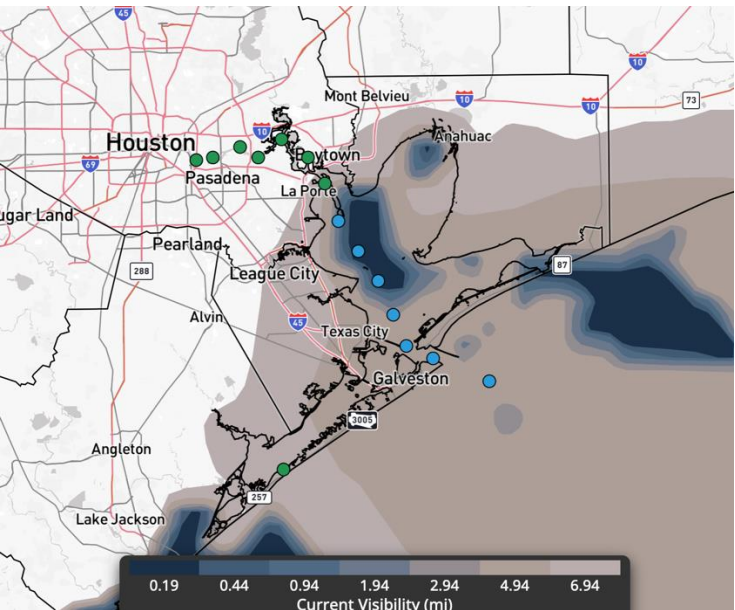 45
10
Mont Belvieu
10
10
73
Houston
10
Anahuac
69
Baytown
Pasadena
La Porte
ugar Land
Pearland
288
League City
87
Alvin
45
Texas City
Galveston
3005
Angleton
257
Lake Jackson
0.19 0.44 0.94 1.94 2.94 4.94 6.94
Current Visibility (mi)